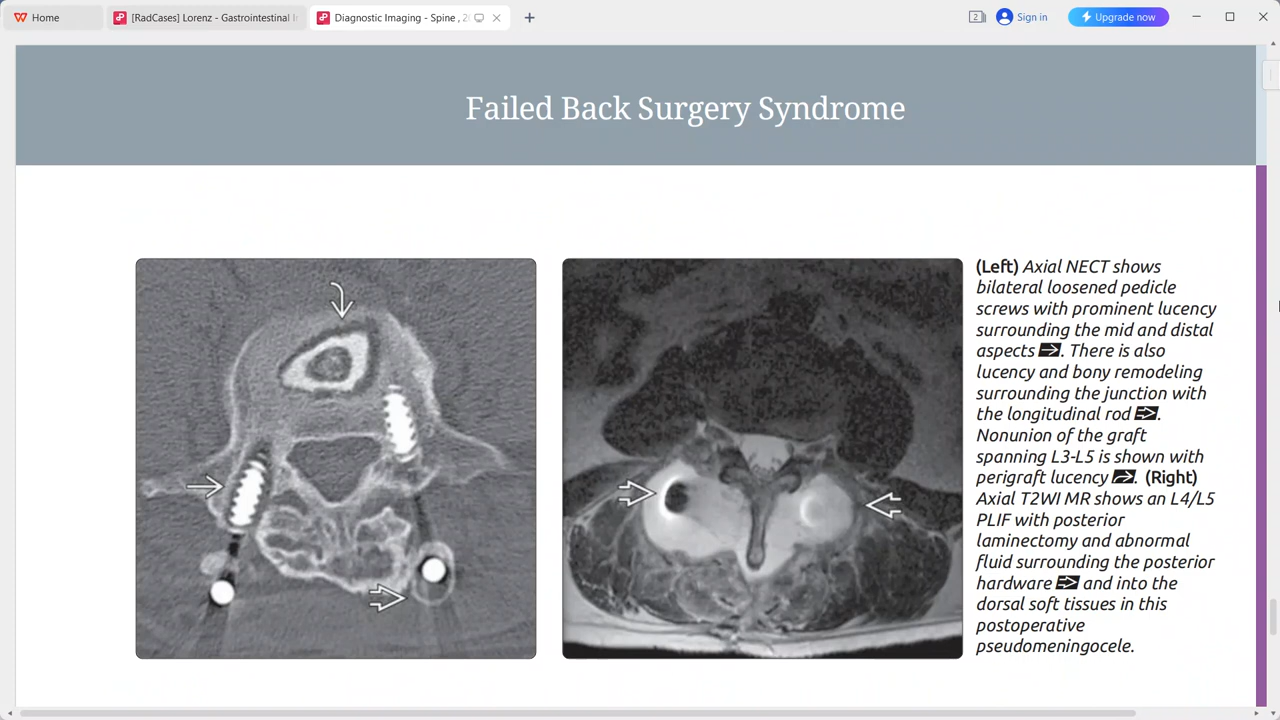 Home
[RadCases] Lorenz - Gastrointestinal
Diagnostic Imaging - Spine , 2
2
Sign in
Upgrade now
Failed Back Surgery Syndrome
(Left) Axial NECT shows
bilateral loosened pedicle
screws with prominent lucency
surrounding the mid and distal
aspects . There is also
lucency and bony remodeling
surrounding the junction with
the longitudinal rod .
Nonunion of the graft
spanning L3-L5 is shown with
perigraft lucency . (Right)
Axial T2WI MR shows an L4/L5
PLIF with posterior
laminectomy and abnormal
fluid surrounding the posterior
hardware and into the
dorsal soft tissues in this
postoperative
pseudomeningocele.